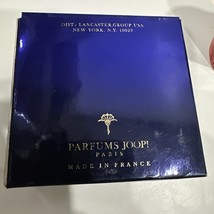 DIST: LANCASTER GROUP USA
NEW YORK, N.Y. 10022
PARFUMS JOOP!
PARIS
MADE IN FRANCE